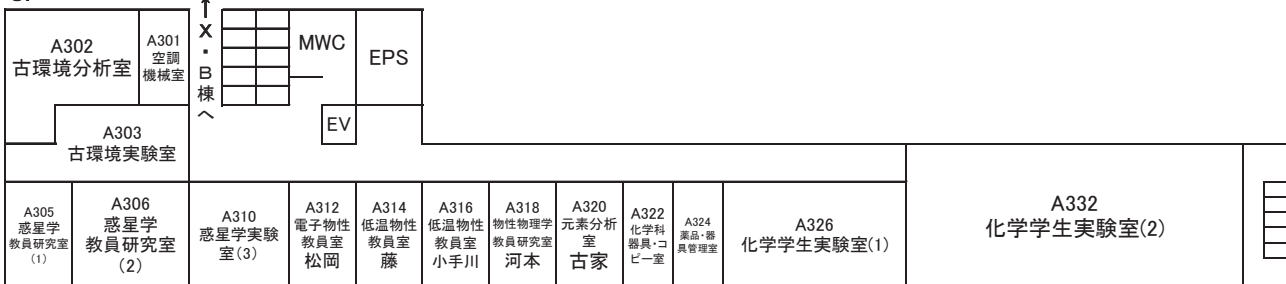 A302
古環境分析室
A301
空調
機械室
↑
X
・
B
棟
へ
MWC
EPS
EV
A303
古環境実験室
A305
惑星学
教員研究室
(1)
A306
惑星学
教員研究室
(2)
A310
惑星学実験
室(3)
A312
電子物性
教員室
松岡
A314
低温物性
教員室
藤
A316
低温物性
教員室
小手川
A318
物性物理学
教員研究室
河本
A320
元素分析
室
古家
A322
化学科
器具・コ
ピー室
A324
薬品・器
具管理室
A326
化学学生実験室(1)
A332
化学学生実験室(2)